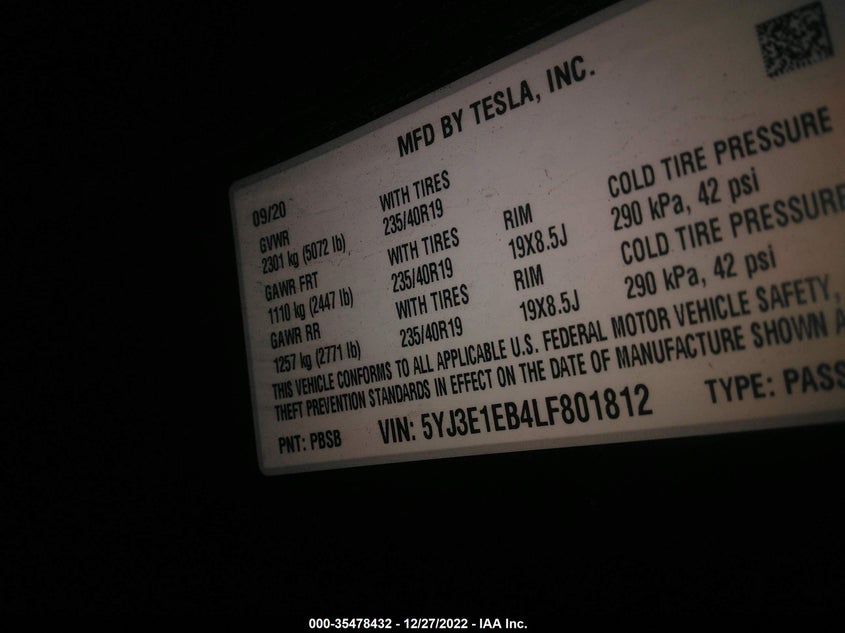 MFD BY TESLA, INC.
09/20
GVWR
2301 kg (5072 lb)
WITH TIRES
235/40R19
GAWR FRT
1110 kg (2447 lb)
WITH TIRES
235/40R19
RIM
19X8.5J
COLD TIRE PRESSURE
290 kPa, 42 psi
GAWR RR
1257 kg (2771 lb)
WITH TIRES
235/40R19
RIM
19X8.5J
COLD TIRE PRESSURE
290 kPa, 42 psi
THIS VEHICLE CONFORMS TO ALL APPLICABLE U.S. FEDERAL MOTOR VEHICLE SAFETY,
THEFT PREVENTION STANDARDS IN EFFECT ON THE DATE OF MANUFACTURE SHOWN A
PNT: PBSB
VIN: 5YJ3E1EB4LF801812
TYPE: PASS
000-35478432 - 12/27/2022 - IAA Inc.